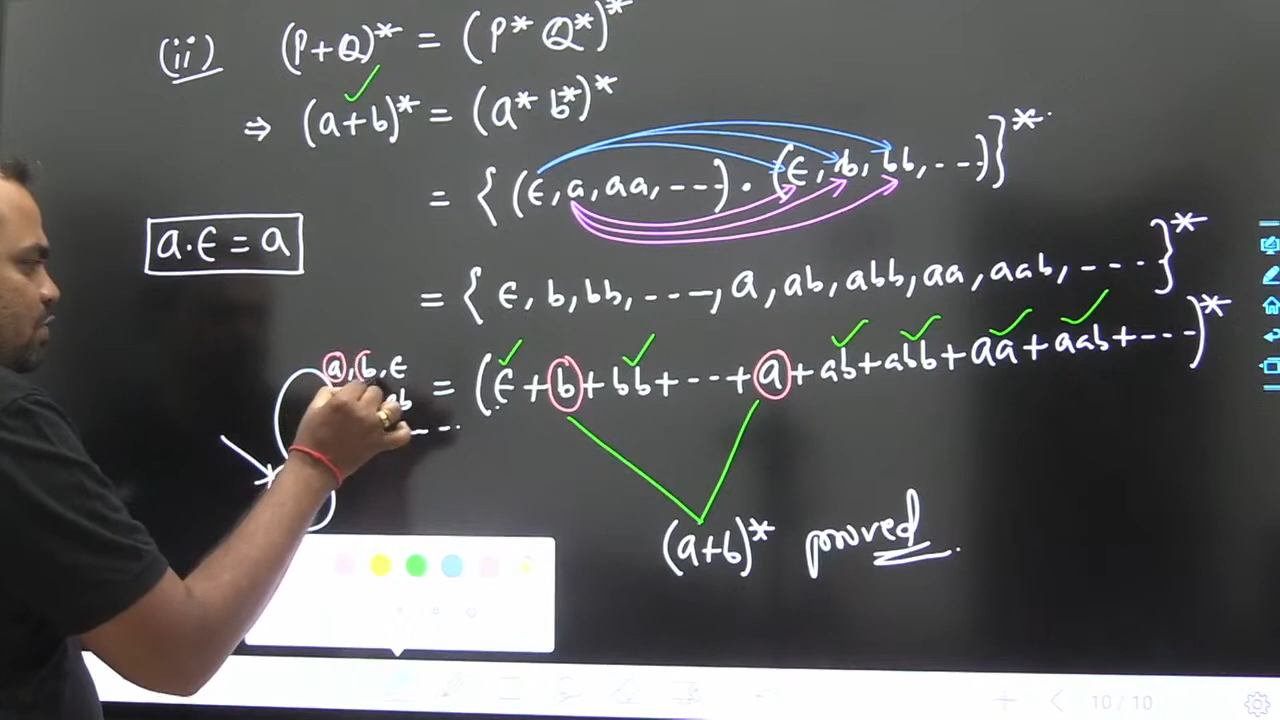 (ii) (P+Q)* = (P* Q*)*
⇒ (a+b)* = (a* b*)*
= {(ϵ, a, aa, ---) · (ϵ, b, bb, ---)}*
a·ϵ = a
= {ϵ, b, bb, ----, a, ab, abb, aa, aab, ----}*
a, b, ϵ
= (ϵ + b + bb + --- + a + ab + abb + aa + aab + ---)*
(a+b)* proved
10/10